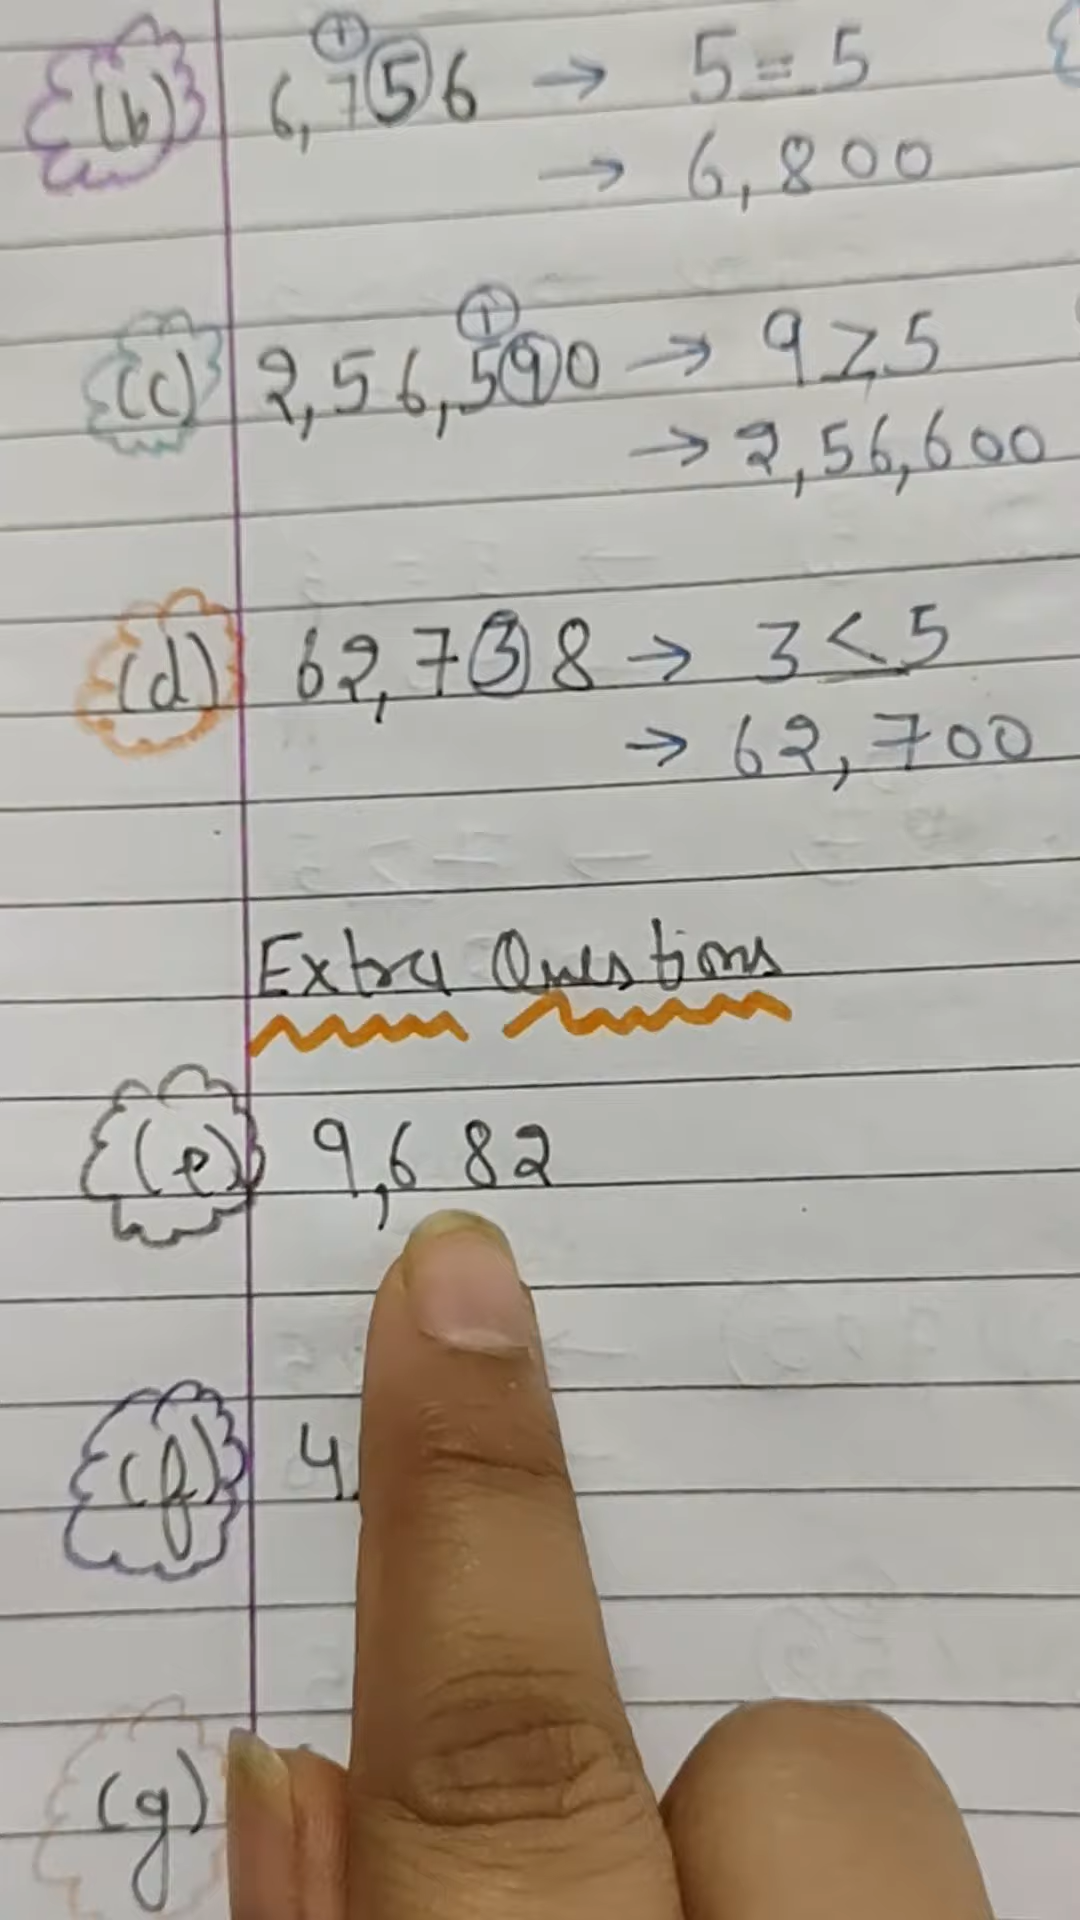 (b) 6,756 → 5 = 5
→ 6,800
(c) 2,56,590 → 9 > 5
→ 2,56,600
(d) 62,738 → 3 < 5
→ 62,700
Extra Questions
(e) 9,682
(f) 4
(g)